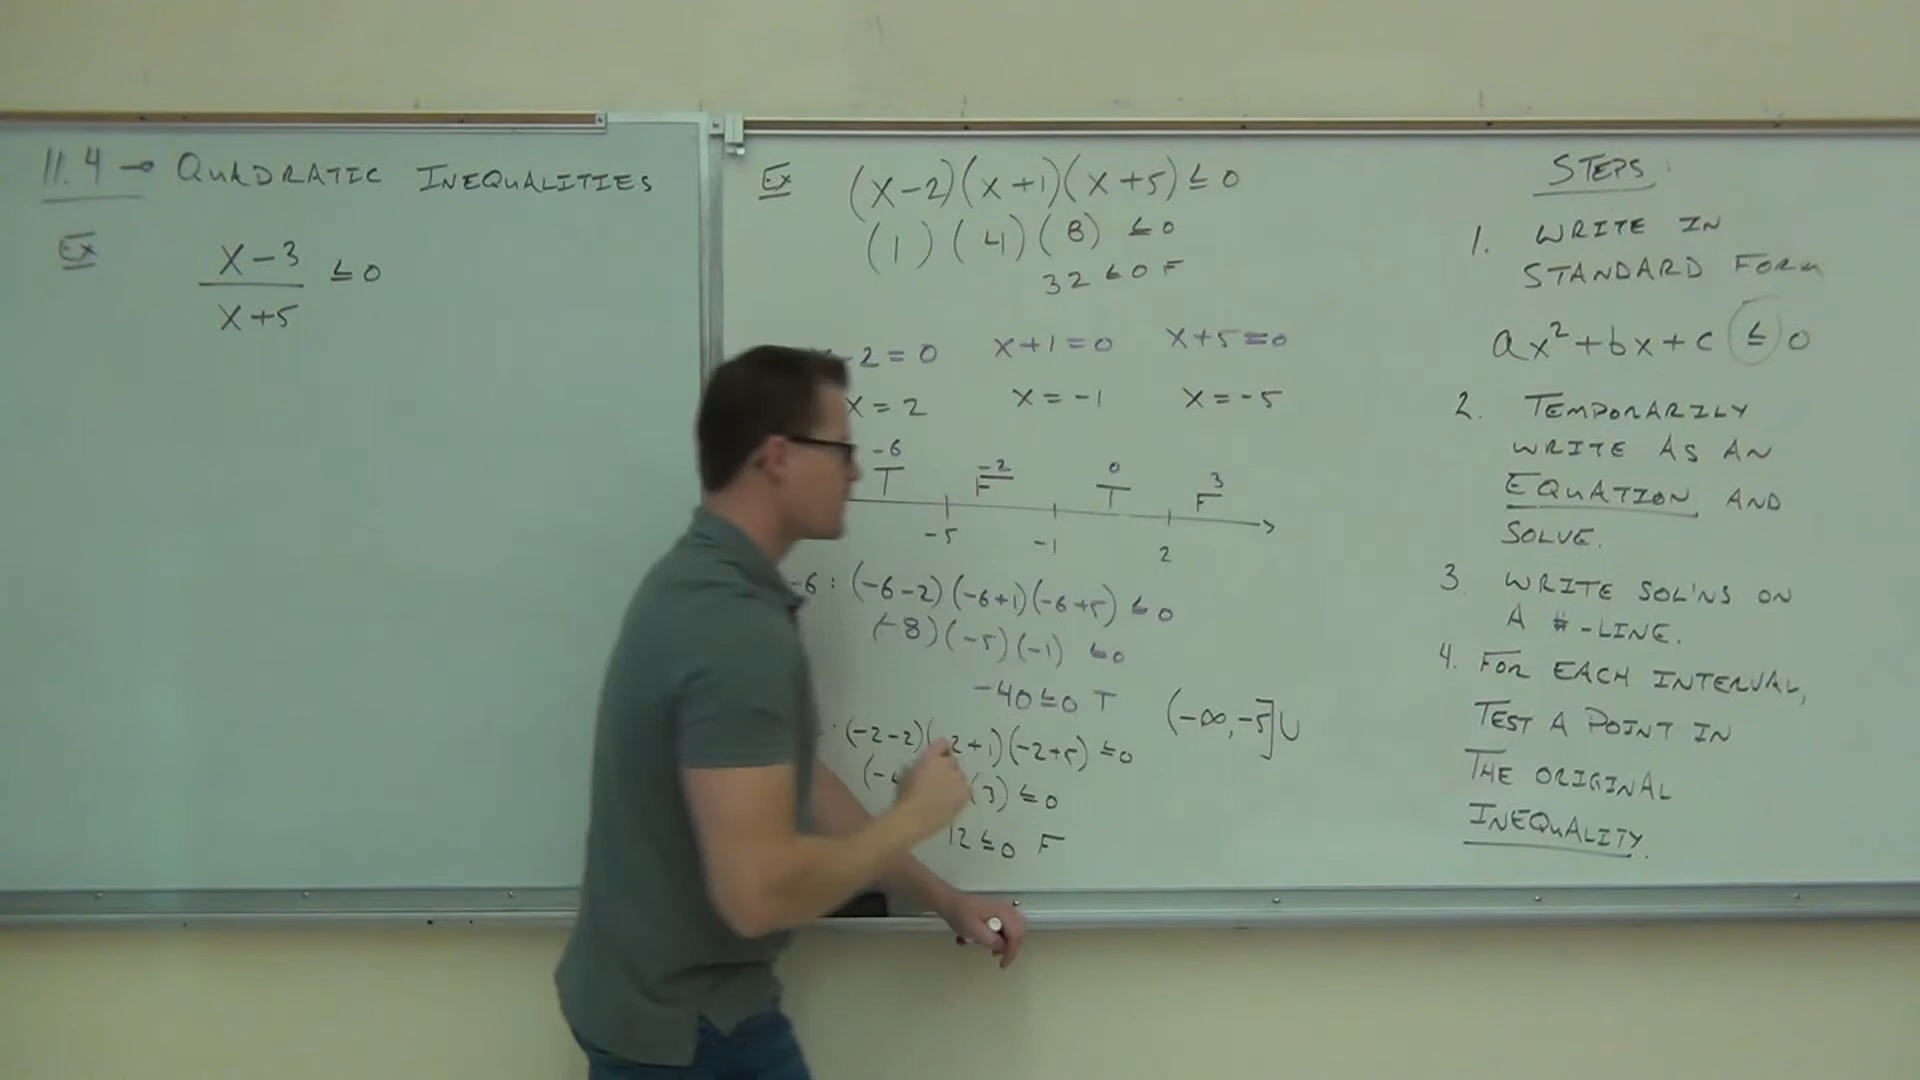 11.4 → QUADRATIC INEQUALITIES
Ex
x-3
x+5
≤ 0
Ex (x-2)(x+1)(x+5) ≤ 0
(1)(4)(8) ≤ 0
32 ≤ 0 F
-2 = 0 x+1=0 x+5=0
x = 2 x = -1 x = -5
-6 -2 0 3
T F T F
-5 -1 2
-6 : (-6-2)(-6+1)(-6+5) ≤ 0
(-8)(-5)(-1) ≤ 0
-40 ≤ 0 T
(-∞, -5] ∪
: (-2-2)(-2+1)(-2+5) ≤ 0
(3) ≤ 0
12 ≤ 0 F
STEPS:
1. WRITE IN
STANDARD FORM
ax²+bx+c ≤ 0
2. TEMPORARILY
WRITE AS AN
EQUATION AND
SOLVE.
3. WRITE SOL'NS ON
A #-LINE.
4. FOR EACH INTERVAL,
TEST A POINT IN
THE ORIGINAL
INEQUALITY.